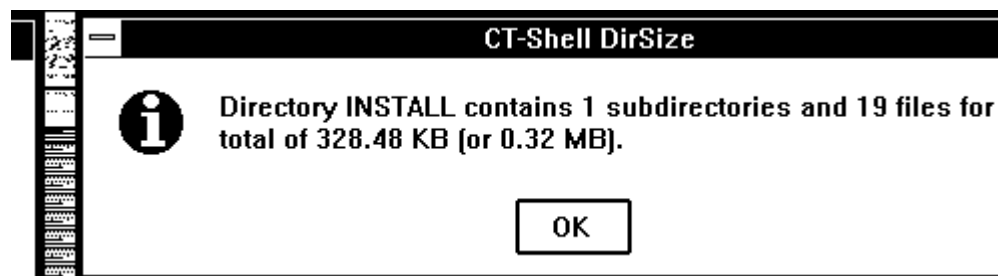 CT-Shell DirSize
Directory INSTALL contains 1 subdirectories and 19 files for
total of 328.48 KB (or 0.32 MB).
OK